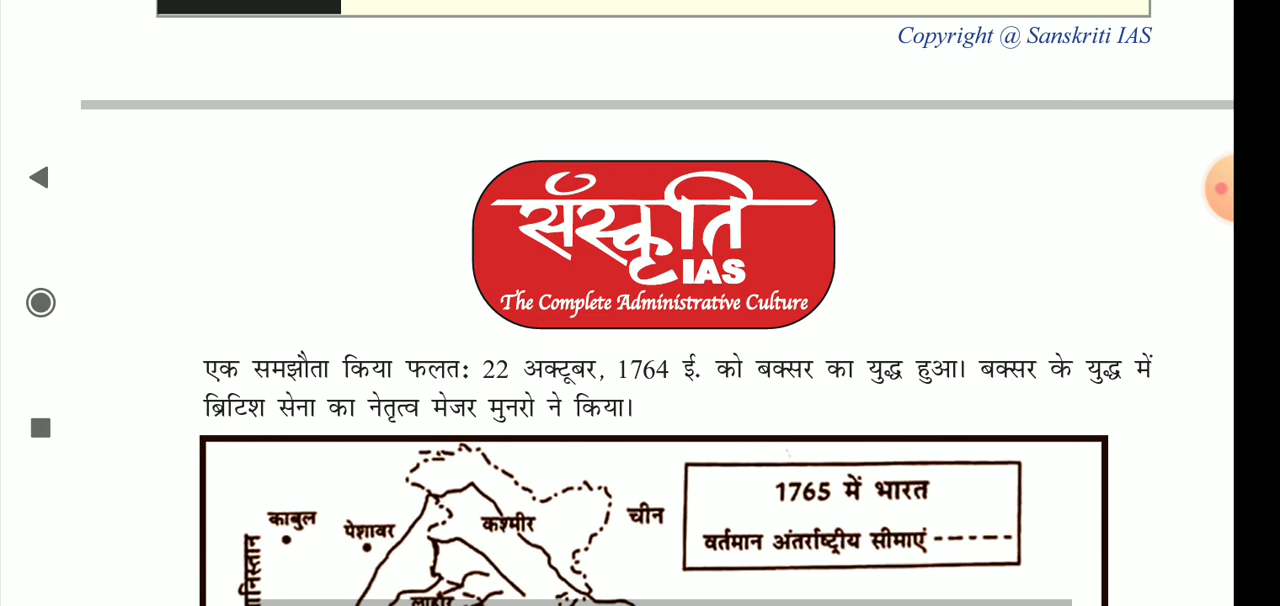 Copyright @ Sanskriti IAS
संस्कृति
IAS
The Complete Administrative Culture
एक समझौता किया फलतः 22 अक्टूबर, 1764 ई. को बक्सर का युद्ध हुआ। बक्सर के युद्ध में
ब्रिटिश सेना का नेतृत्व मेजर मुनरो ने किया।
1765 में भारत
वर्तमान अंतर्राष्ट्रीय सीमाएं
काबुल
पेशावर
कश्मीर
चीन
लाहौर